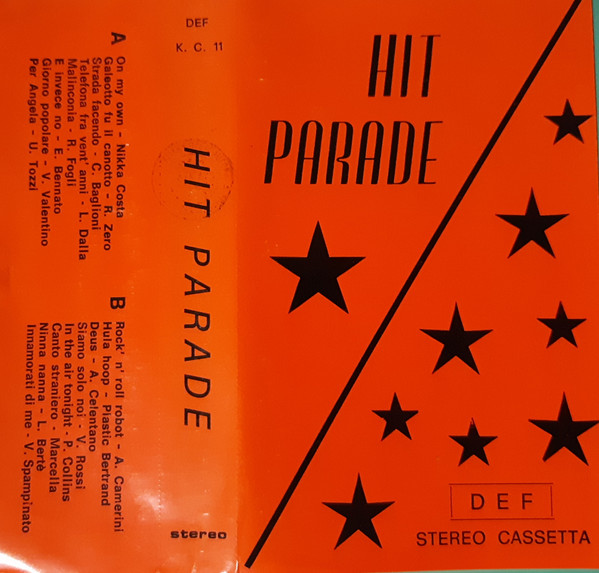 HIT
PARADE
DEF
STEREO CASSETTA
DEF
K. C. 11
HIT PARADE
stereo
A
On my own - Nikka Costa
Galeotto fu il canotto - R. Zero
Strada facendo - C. Baglioni
Telefona fra vent' anni - L. Dalla
Malinconia - R. Fogli
E invece no - E. Bennato
Giorno popolare - V. Valentino
Per Angela - U. Tozzi
B
Rock' n' roll robot - A. Camerini
Hula hoop - Plastic Bertrand
Deus - A. Celentano
Siamo solo noi - V. Rossi
In the air tonight - P. Collins
Canto straniero - Marcella
Ninna nanna - L. Bertè
Innamorati di me - V. Spampinato